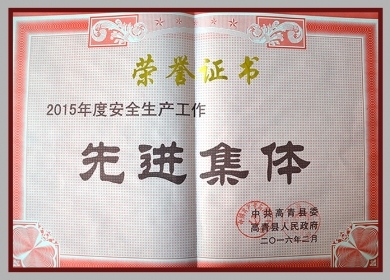 荣誉证书
2015年度安全生产工作
先进集体
中共高青县委
高青县人民政府
二〇一六年二月